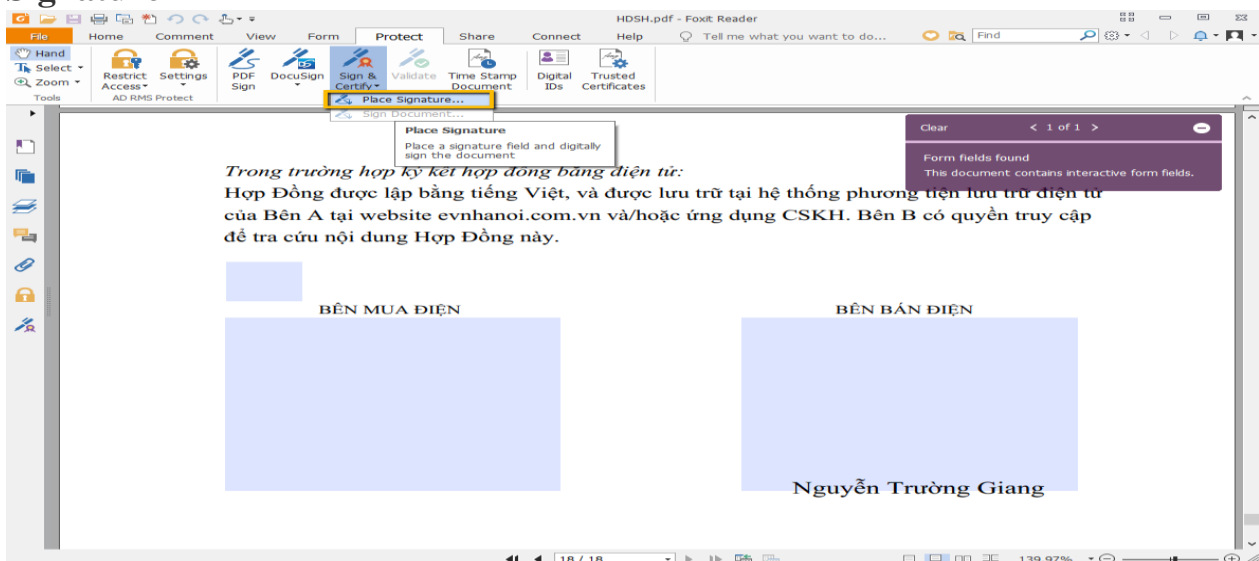 Signature
HDSH.pdf - Foxit Reader
File Home Comment View Form Protect Share Connect Help Tell me what you want to do... Find
Hand
Select
Zoom
Tools
Restrict Access
Settings
AD RMS Protect
PDF Sign
DocuSign
Sign & Certify
Validate
Time Stamp Document
Digital IDs
Trusted Certificates
Place Signature...
Sign Document...
Place Signature
Place a signature field and digitally
sign the document
Clear < 1 of 1 >
Form fields found
This document contains interactive form fields.
Trong trường hợp ký kết hợp đồng bằng điện tử:
Hợp Đồng được lập bằng tiếng Việt, và được lưu trữ tại hệ thống phương tiện lưu trữ điện tử
của Bên A tại website evnhanoi.com.vn và/hoặc ứng dụng CSKH. Bên B có quyền truy cập
để tra cứu nội dung Hợp Đồng này.
BÊN MUA ĐIỆN BÊN BÁN ĐIỆN
Nguyễn Trường Giang
18 / 18 139.97%